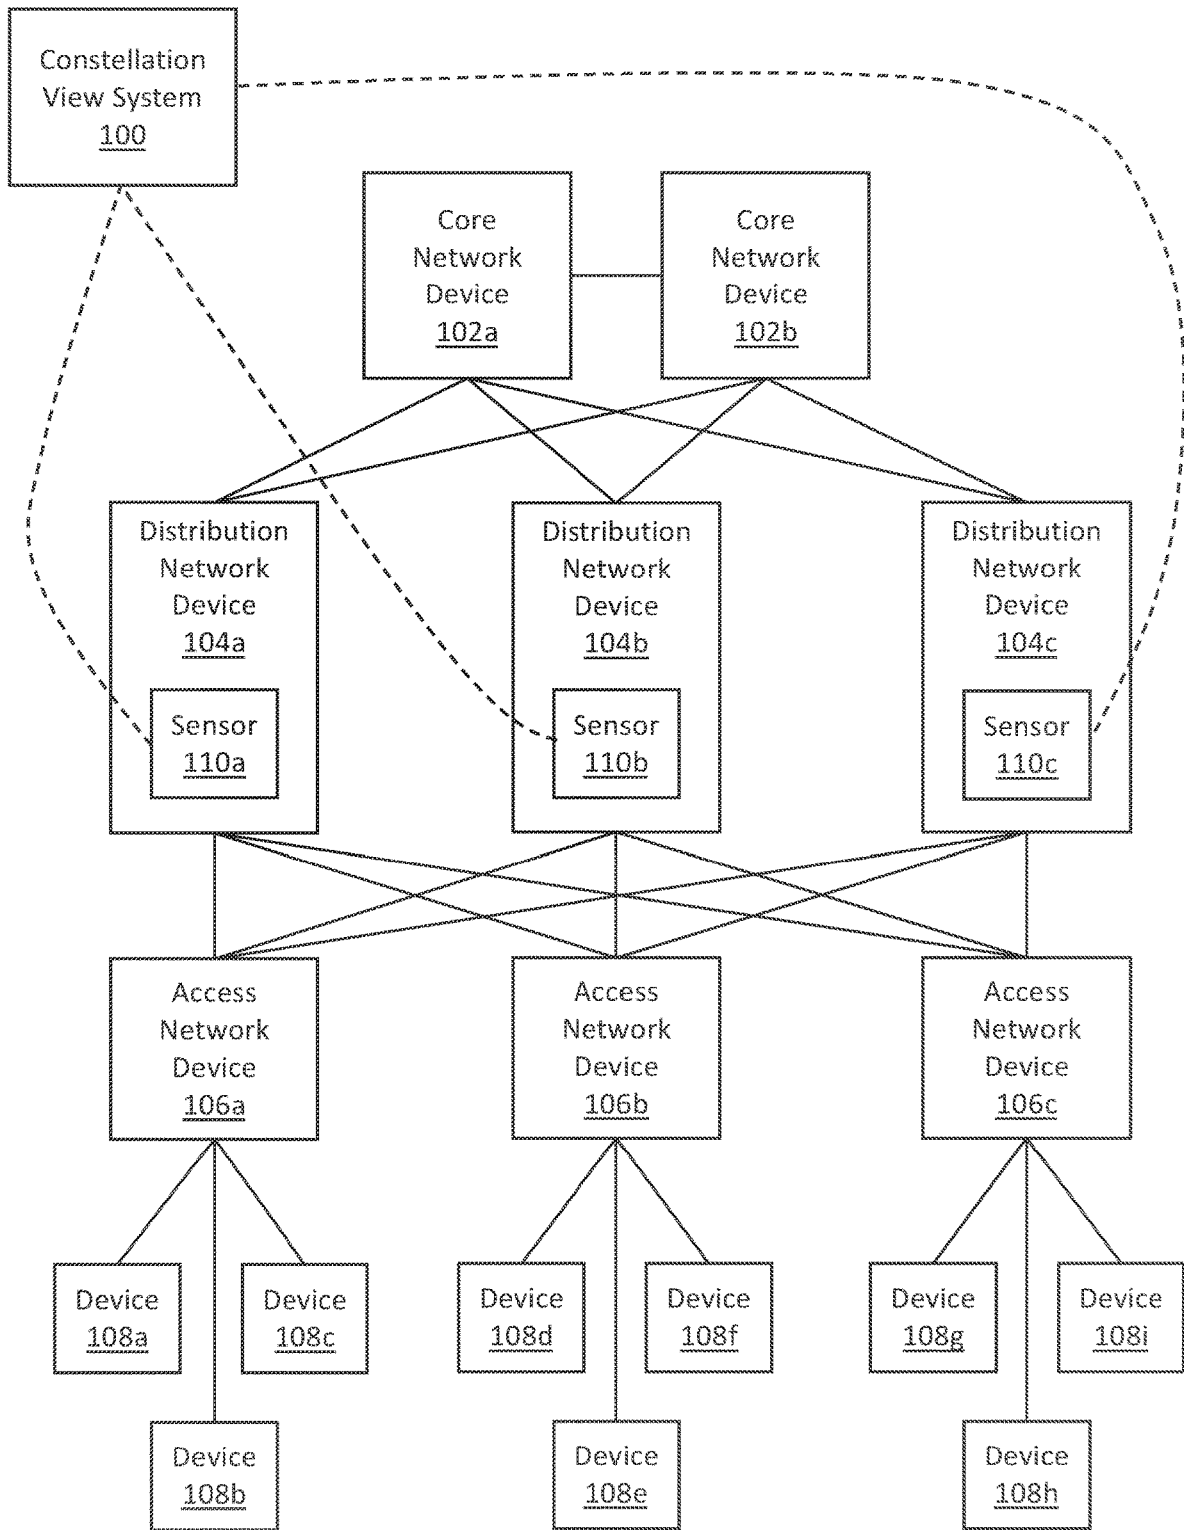 Constellation
View System
100
Core
Network
Device
102a
Core
Network
Device
102b
Distribution
Network
Device
104a
Sensor
110a
Distribution
Network
Device
104b
Sensor
110b
Distribution
Network
Device
104c
Sensor
110c
Access
Network
Device
106a
Access
Network
Device
106b
Access
Network
Device
106c
Device
108a
Device
108c
Device
108d
Device
108f
Device
108g
Device
108i
Device
108b
Device
108e
Device
108h